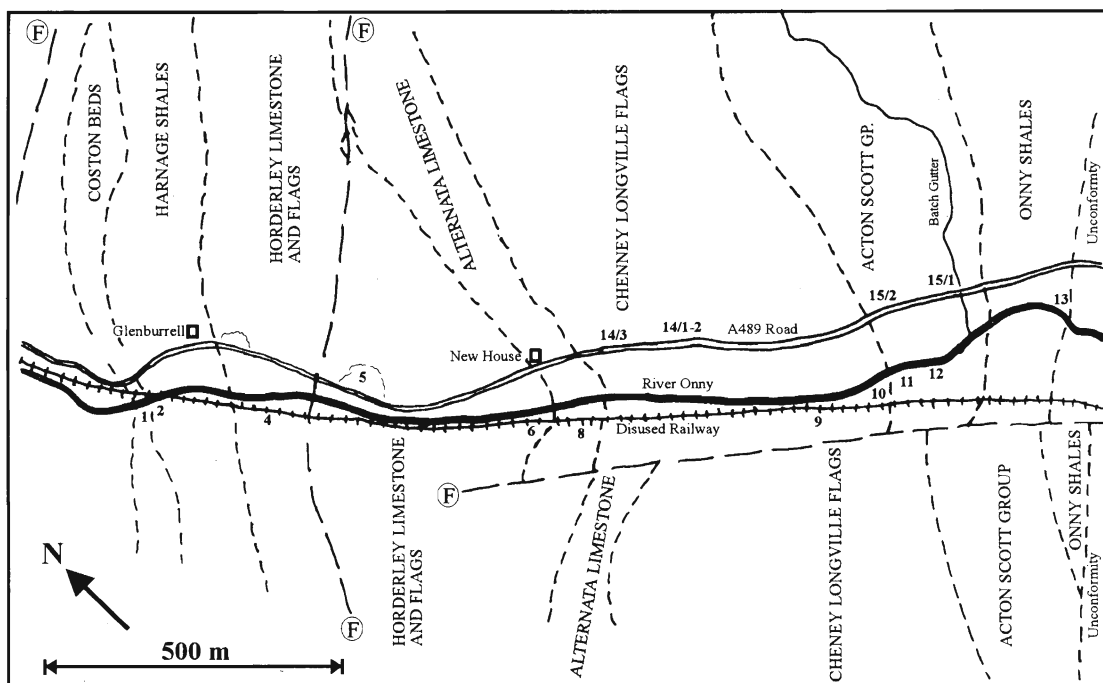 F
F
COSTON BEDS
HARNAGE SHALES
HORDERLEY LIMESTONE
AND FLAGS
ALTERNATA LIMESTONE
CHENNEY LONGVILLE FLAGS
ACTON SCOTT GP.
Batch Gutter
ONNY SHALES
Unconformity
Glenburrell
New House
5
14/3
14/1-2
A489 Road
15/2
15/1
13
River Onny
1
2
4
6
8
Disused Railway
9
10
11
12
F
HORDERLEY LIMESTONE
AND FLAGS
F
ALTERNATA LIMESTONE
CHENEY LONGVILLE FLAGS
ACTON SCOTT GROUP
ONNY SHALES
Unconformity
N
500 m